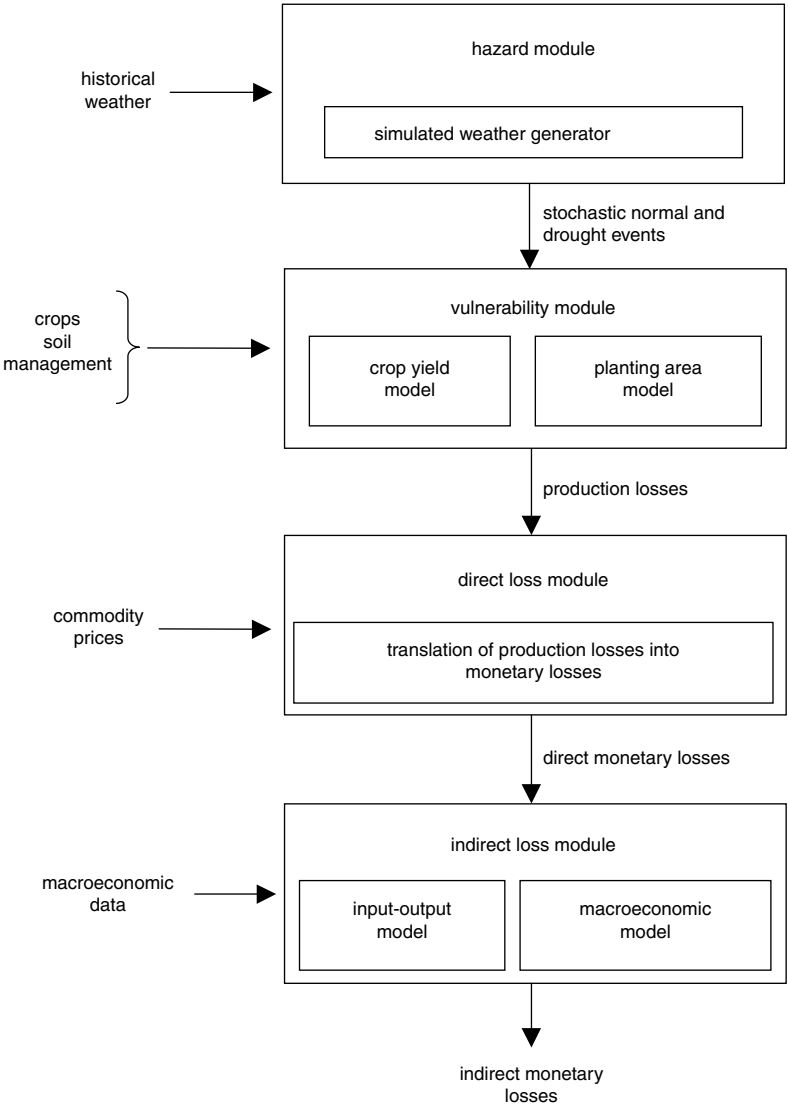 hazard module
historical
weather
simulated weather generator
stochastic normal and
drought events
vulnerability module
crops
soil
management
crop yield
model
planting area
model
production losses
direct loss module
commodity
prices
translation of production losses into
monetary losses
direct monetary losses
indirect loss module
macroeconomic
data
input-output
model
macroeconomic
model
indirect monetary
losses